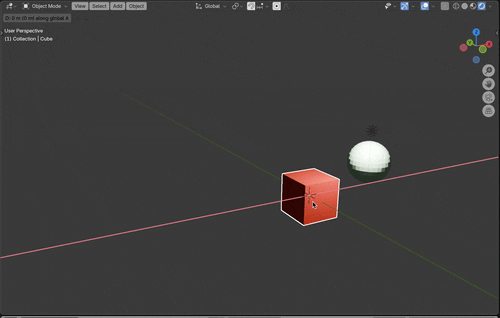 Object Mode View Select Add Object Global
D: 0 m (0 m) along global X
User Perspective
(1) Collection | Cube
Z